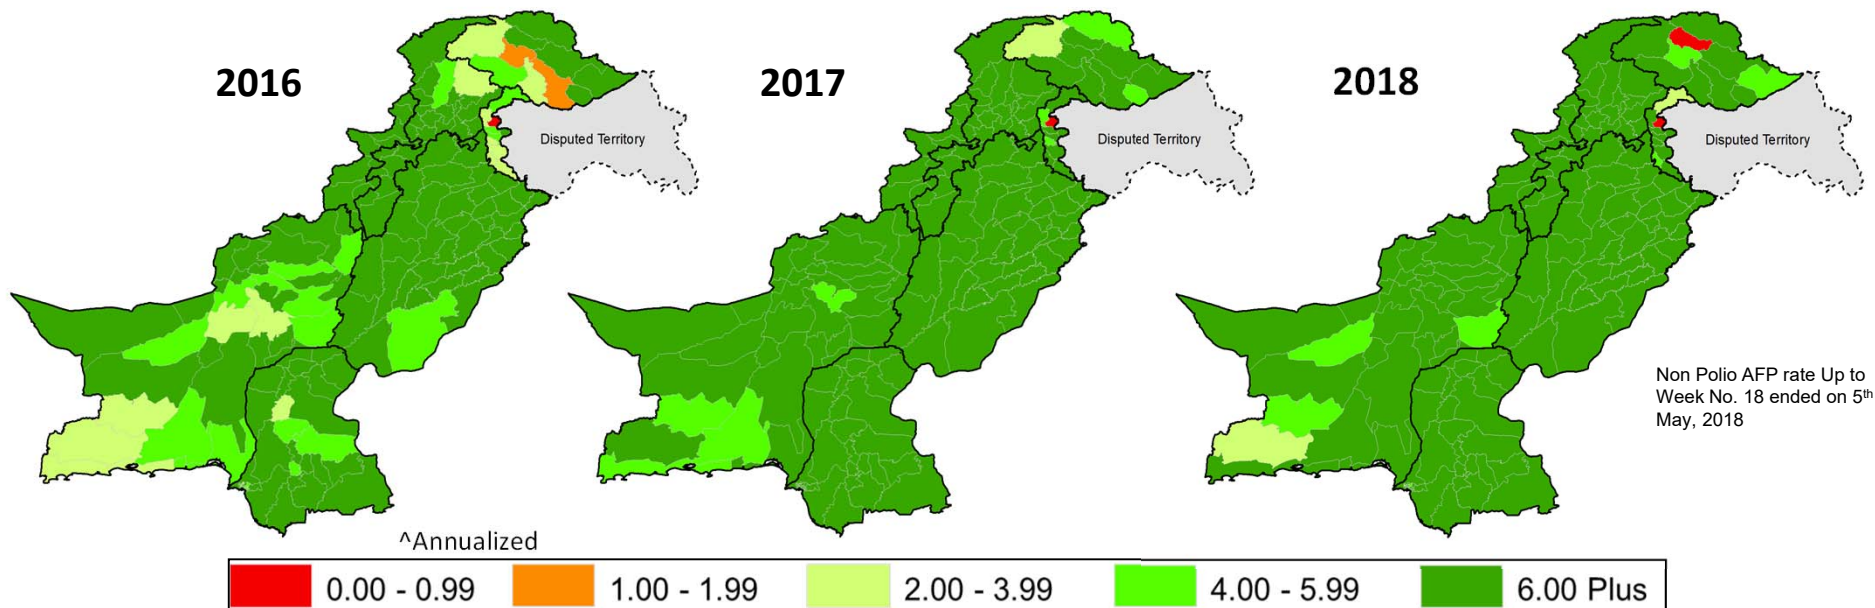 2016
2017
2018
Disputed Territory
Disputed Territory
Disputed Territory
Non Polio AFP rate Up to
Week No. 18 ended on 5th
May, 2018
^Annualized
0.00 - 0.99
1.00 - 1.99
2.00 - 3.99
4.00 - 5.99
6.00 Plus